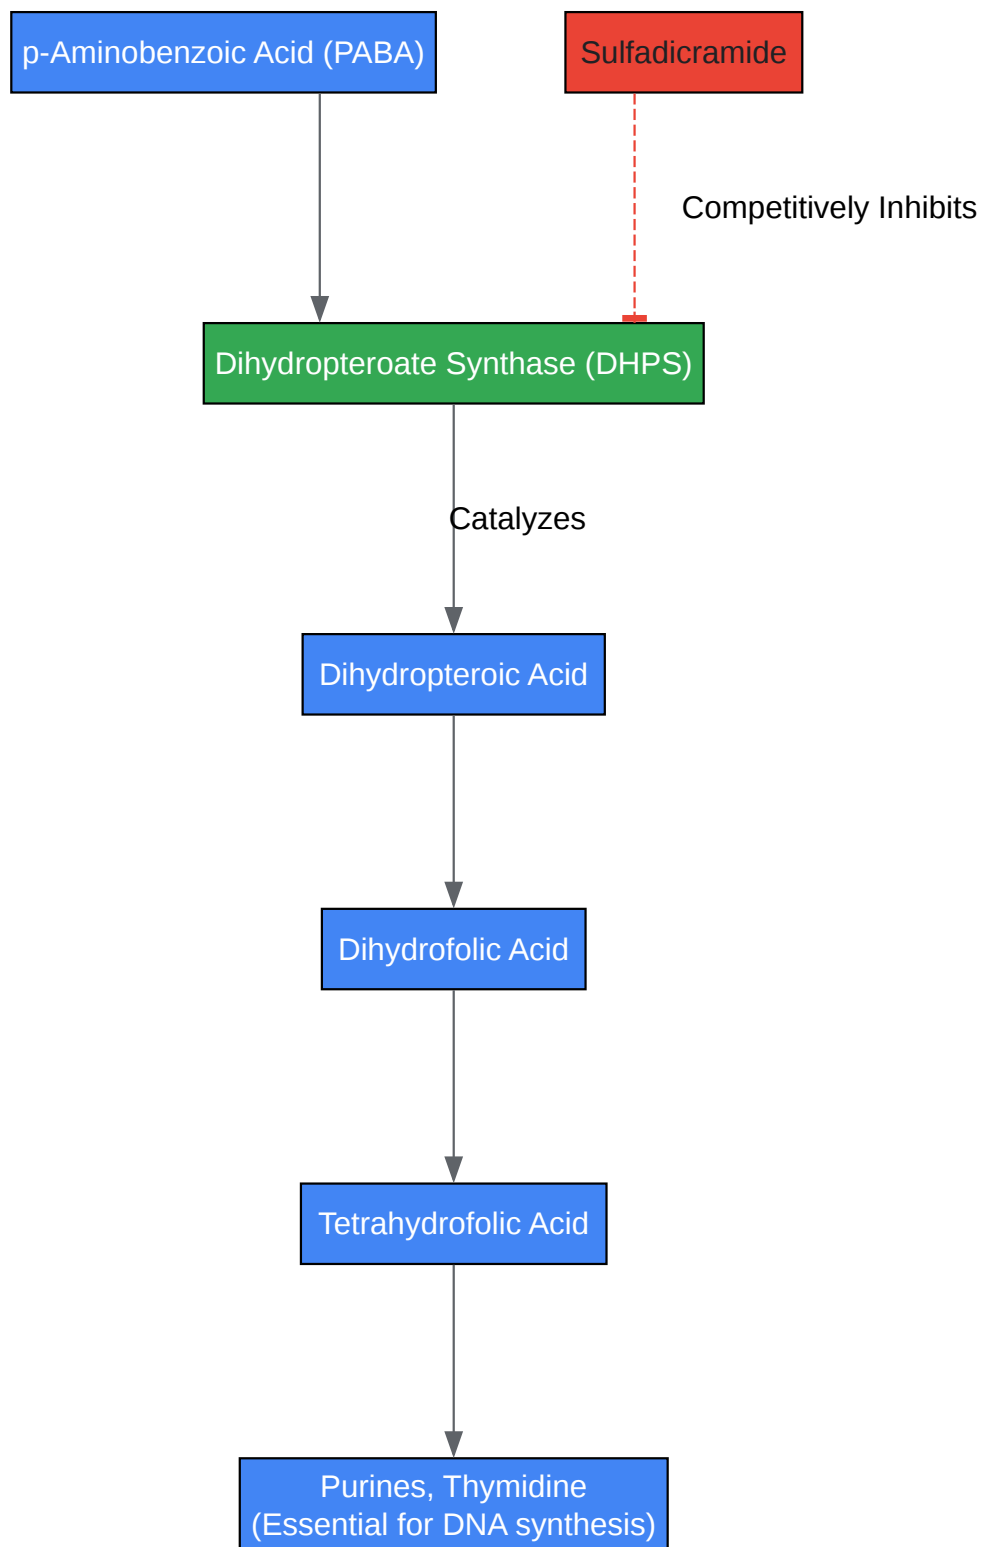 p-Aminobenzoic Acid (PABA)
Sulfadicramide
Competitively Inhibits
Dihydropteroate Synthase (DHPS)
Catalyzes
Dihydropteroic Acid
Dihydrofolic Acid
Tetrahydrofolic Acid
Purines, Thymidine
(Essential for DNA synthesis)